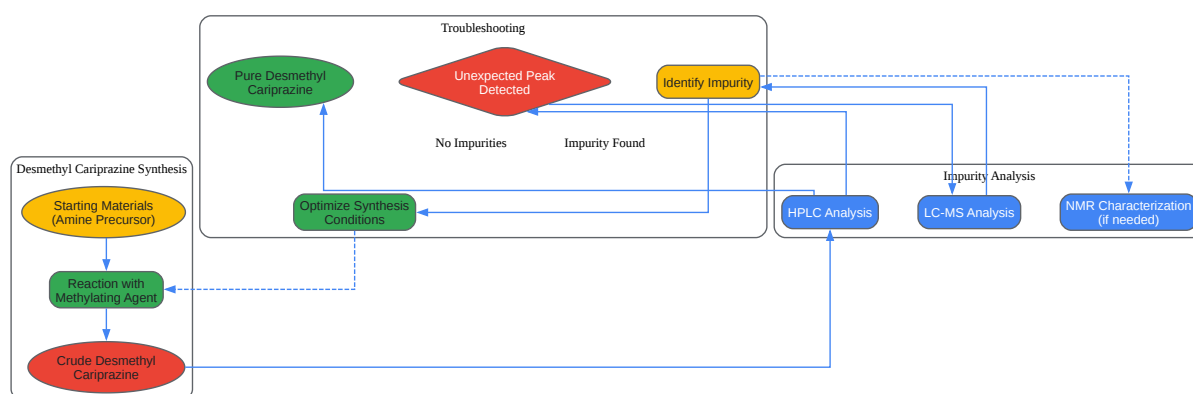 Troubleshooting
Pure Desmethyl
Cariprazine
Unexpected Peak
Detected
Identify Impurity
No Impurities
Impurity Found
Desmethyl Cariprazine Synthesis
Impurity Analysis
Starting Materials
(Amine Precursor)
Optimize Synthesis
Conditions
HPLC Analysis
LC-MS Analysis
NMR Characterization
(if needed)
Reaction with
Methylating Agent
Crude Desmethyl
Cariprazine